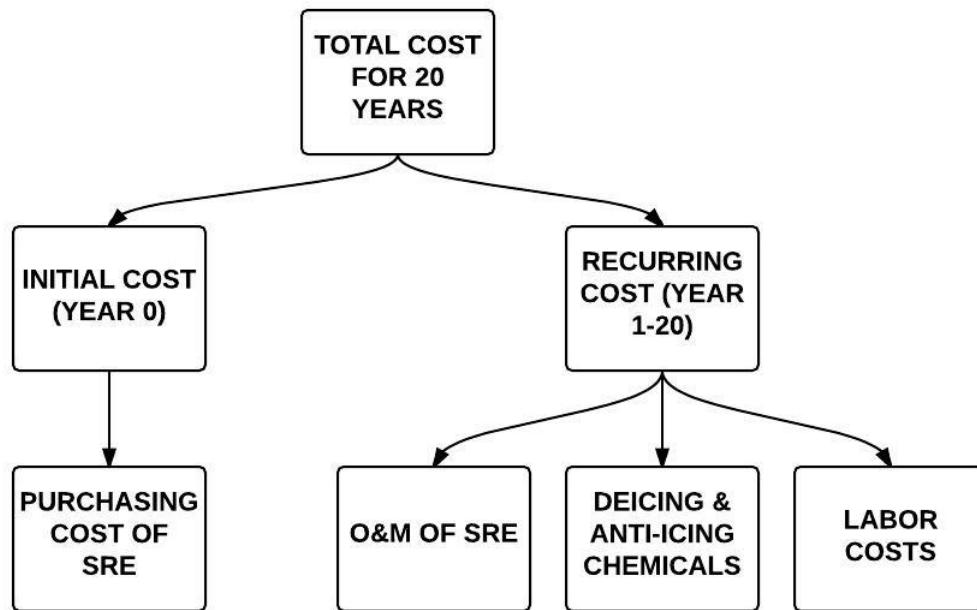 TOTAL COST
FOR 20
YEARS
INITIAL COST
(YEAR 0)
RECURRING
COST (YEAR
1-20)
PURCHASING
COST OF
SRE
O&M OF SRE
DEICING &
ANTI-ICING
CHEMICALS
LABOR
COSTS